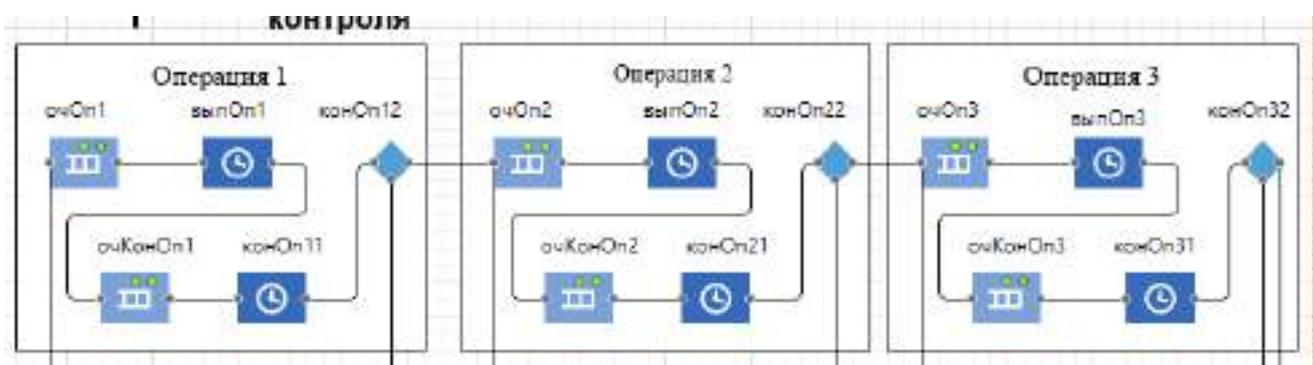 контроля
Операция 1
Операция 2
Операция 3
очОп1
выпОп1
конОп12
очОп2
выпОп2
конОп22
очОп3
выпОп3
конОп32
очКонОп1
конОп11
очКонОп2
конОп21
очКонОп3
конОп31